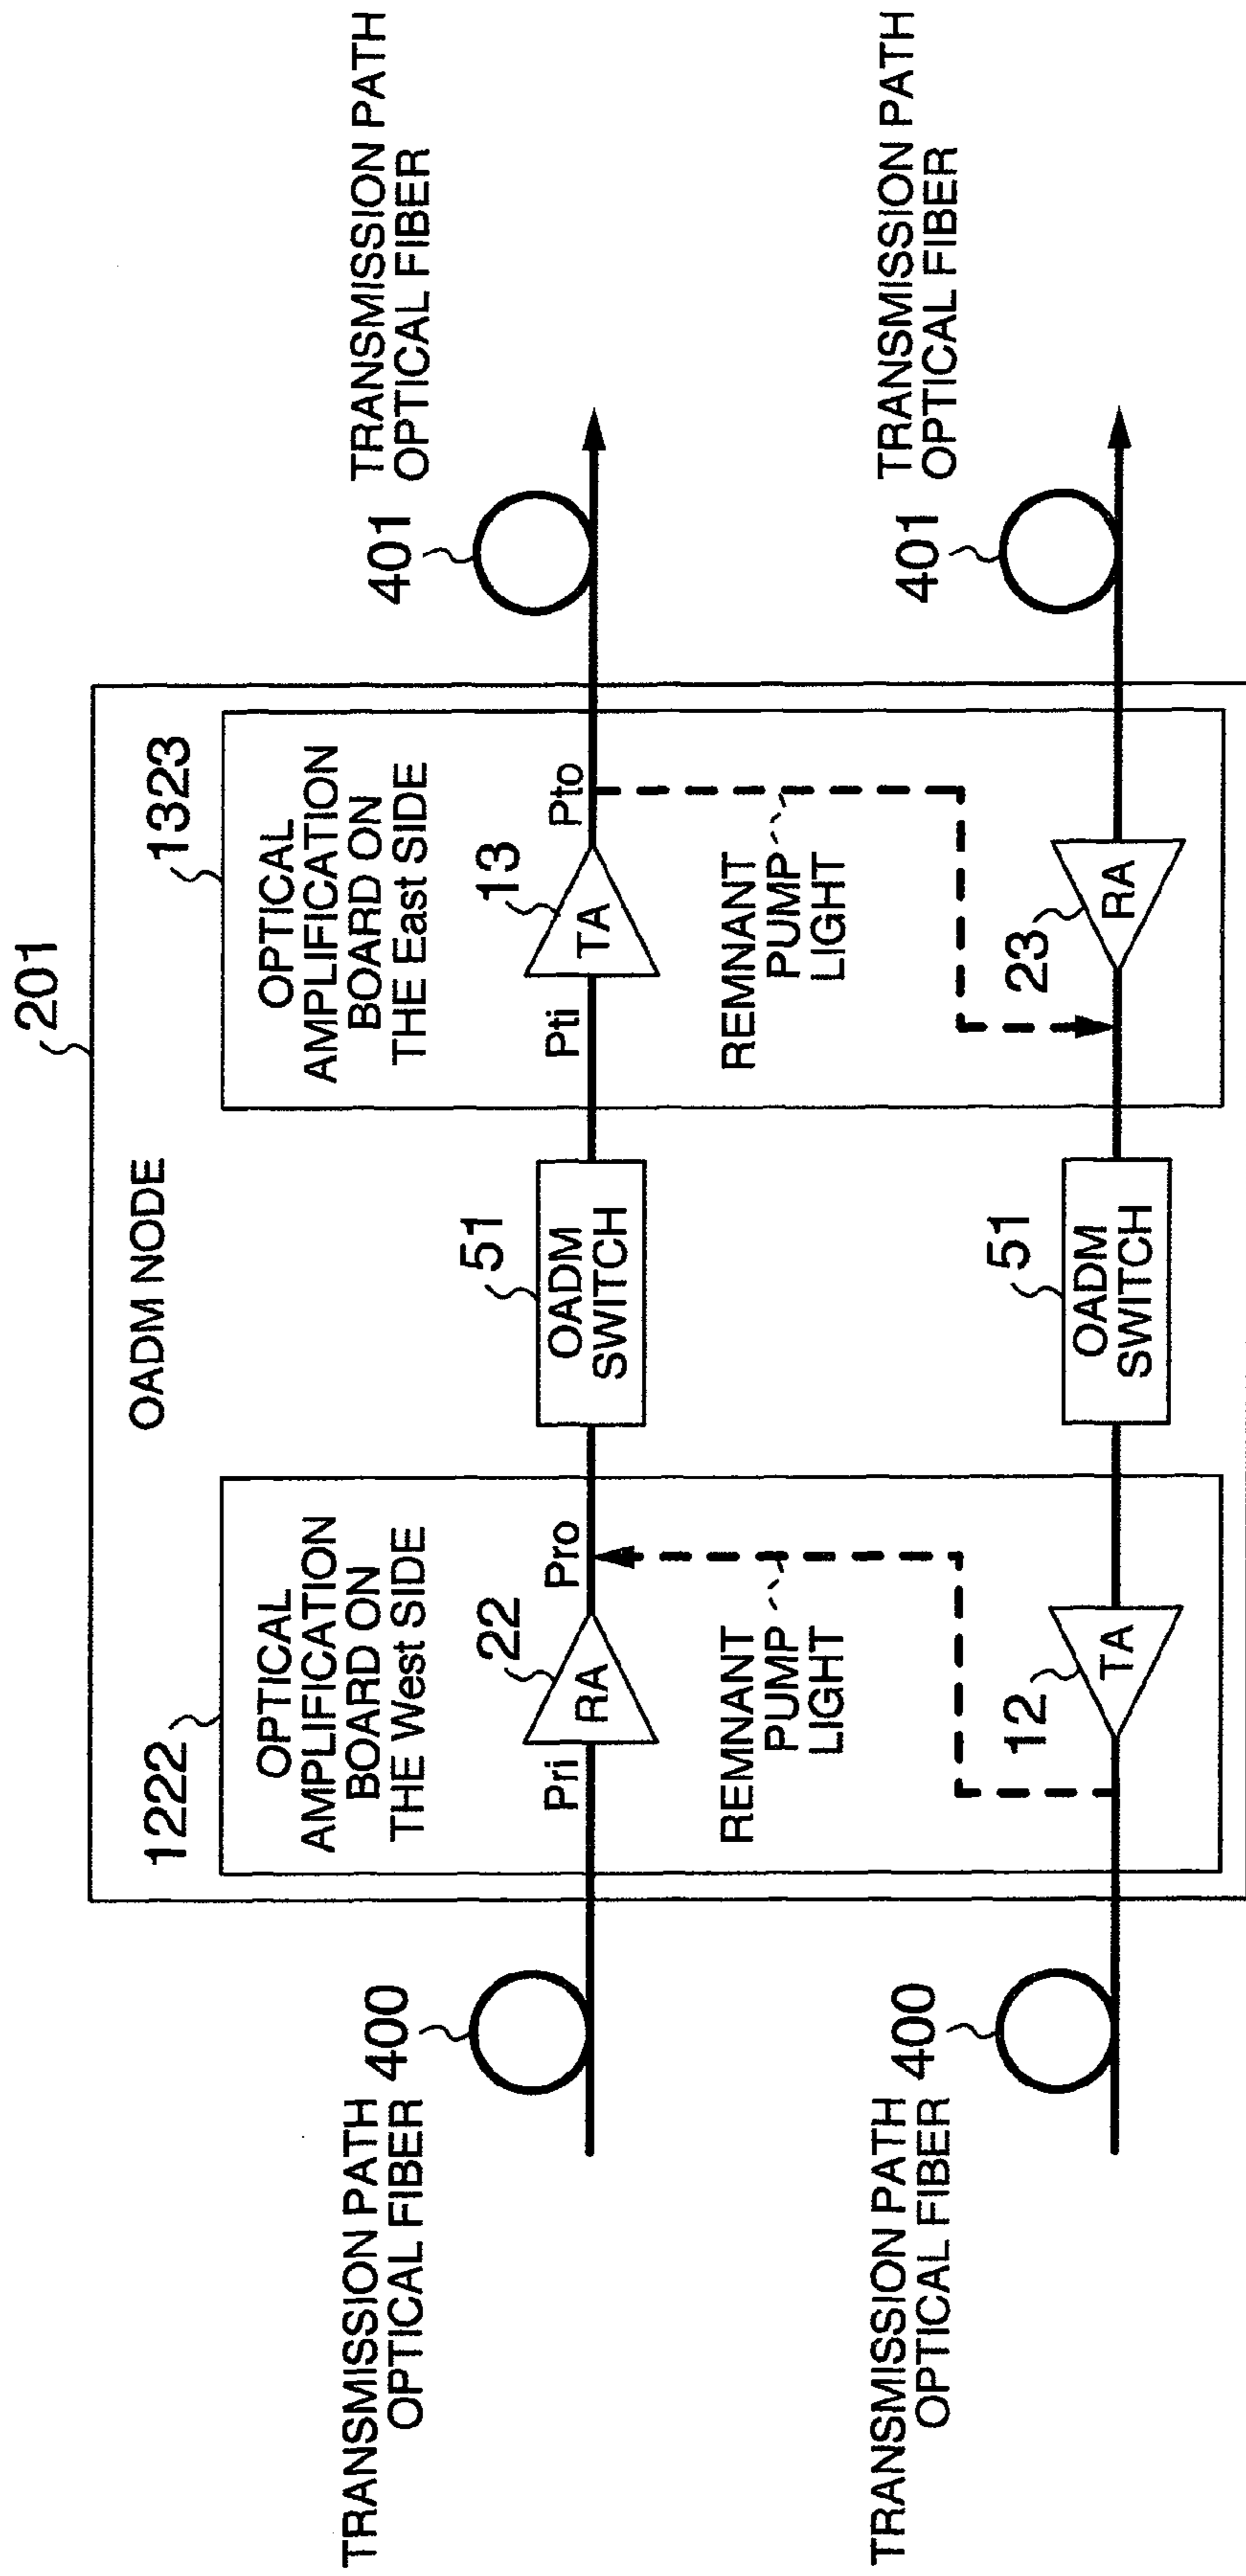 201
OADM NODE
1222
OPTICAL
AMPLIFICATION
BOARD ON
THE West SIDE
1323
OPTICAL
AMPLIFICATION
BOARD ON
THE East SIDE
TRANSMISSION PATH
OPTICAL FIBER
400
Pri
22
RA
Pro
51
OADM
SWITCH
Pti
13
TA
Pto
401
TRANSMISSION PATH
OPTICAL FIBER
REMNANT
PUMP
LIGHT
REMNANT
PUMP
LIGHT
TRANSMISSION PATH
OPTICAL FIBER
400
12
TA
51
OADM
SWITCH
23
RA
401
TRANSMISSION PATH
OPTICAL FIBER